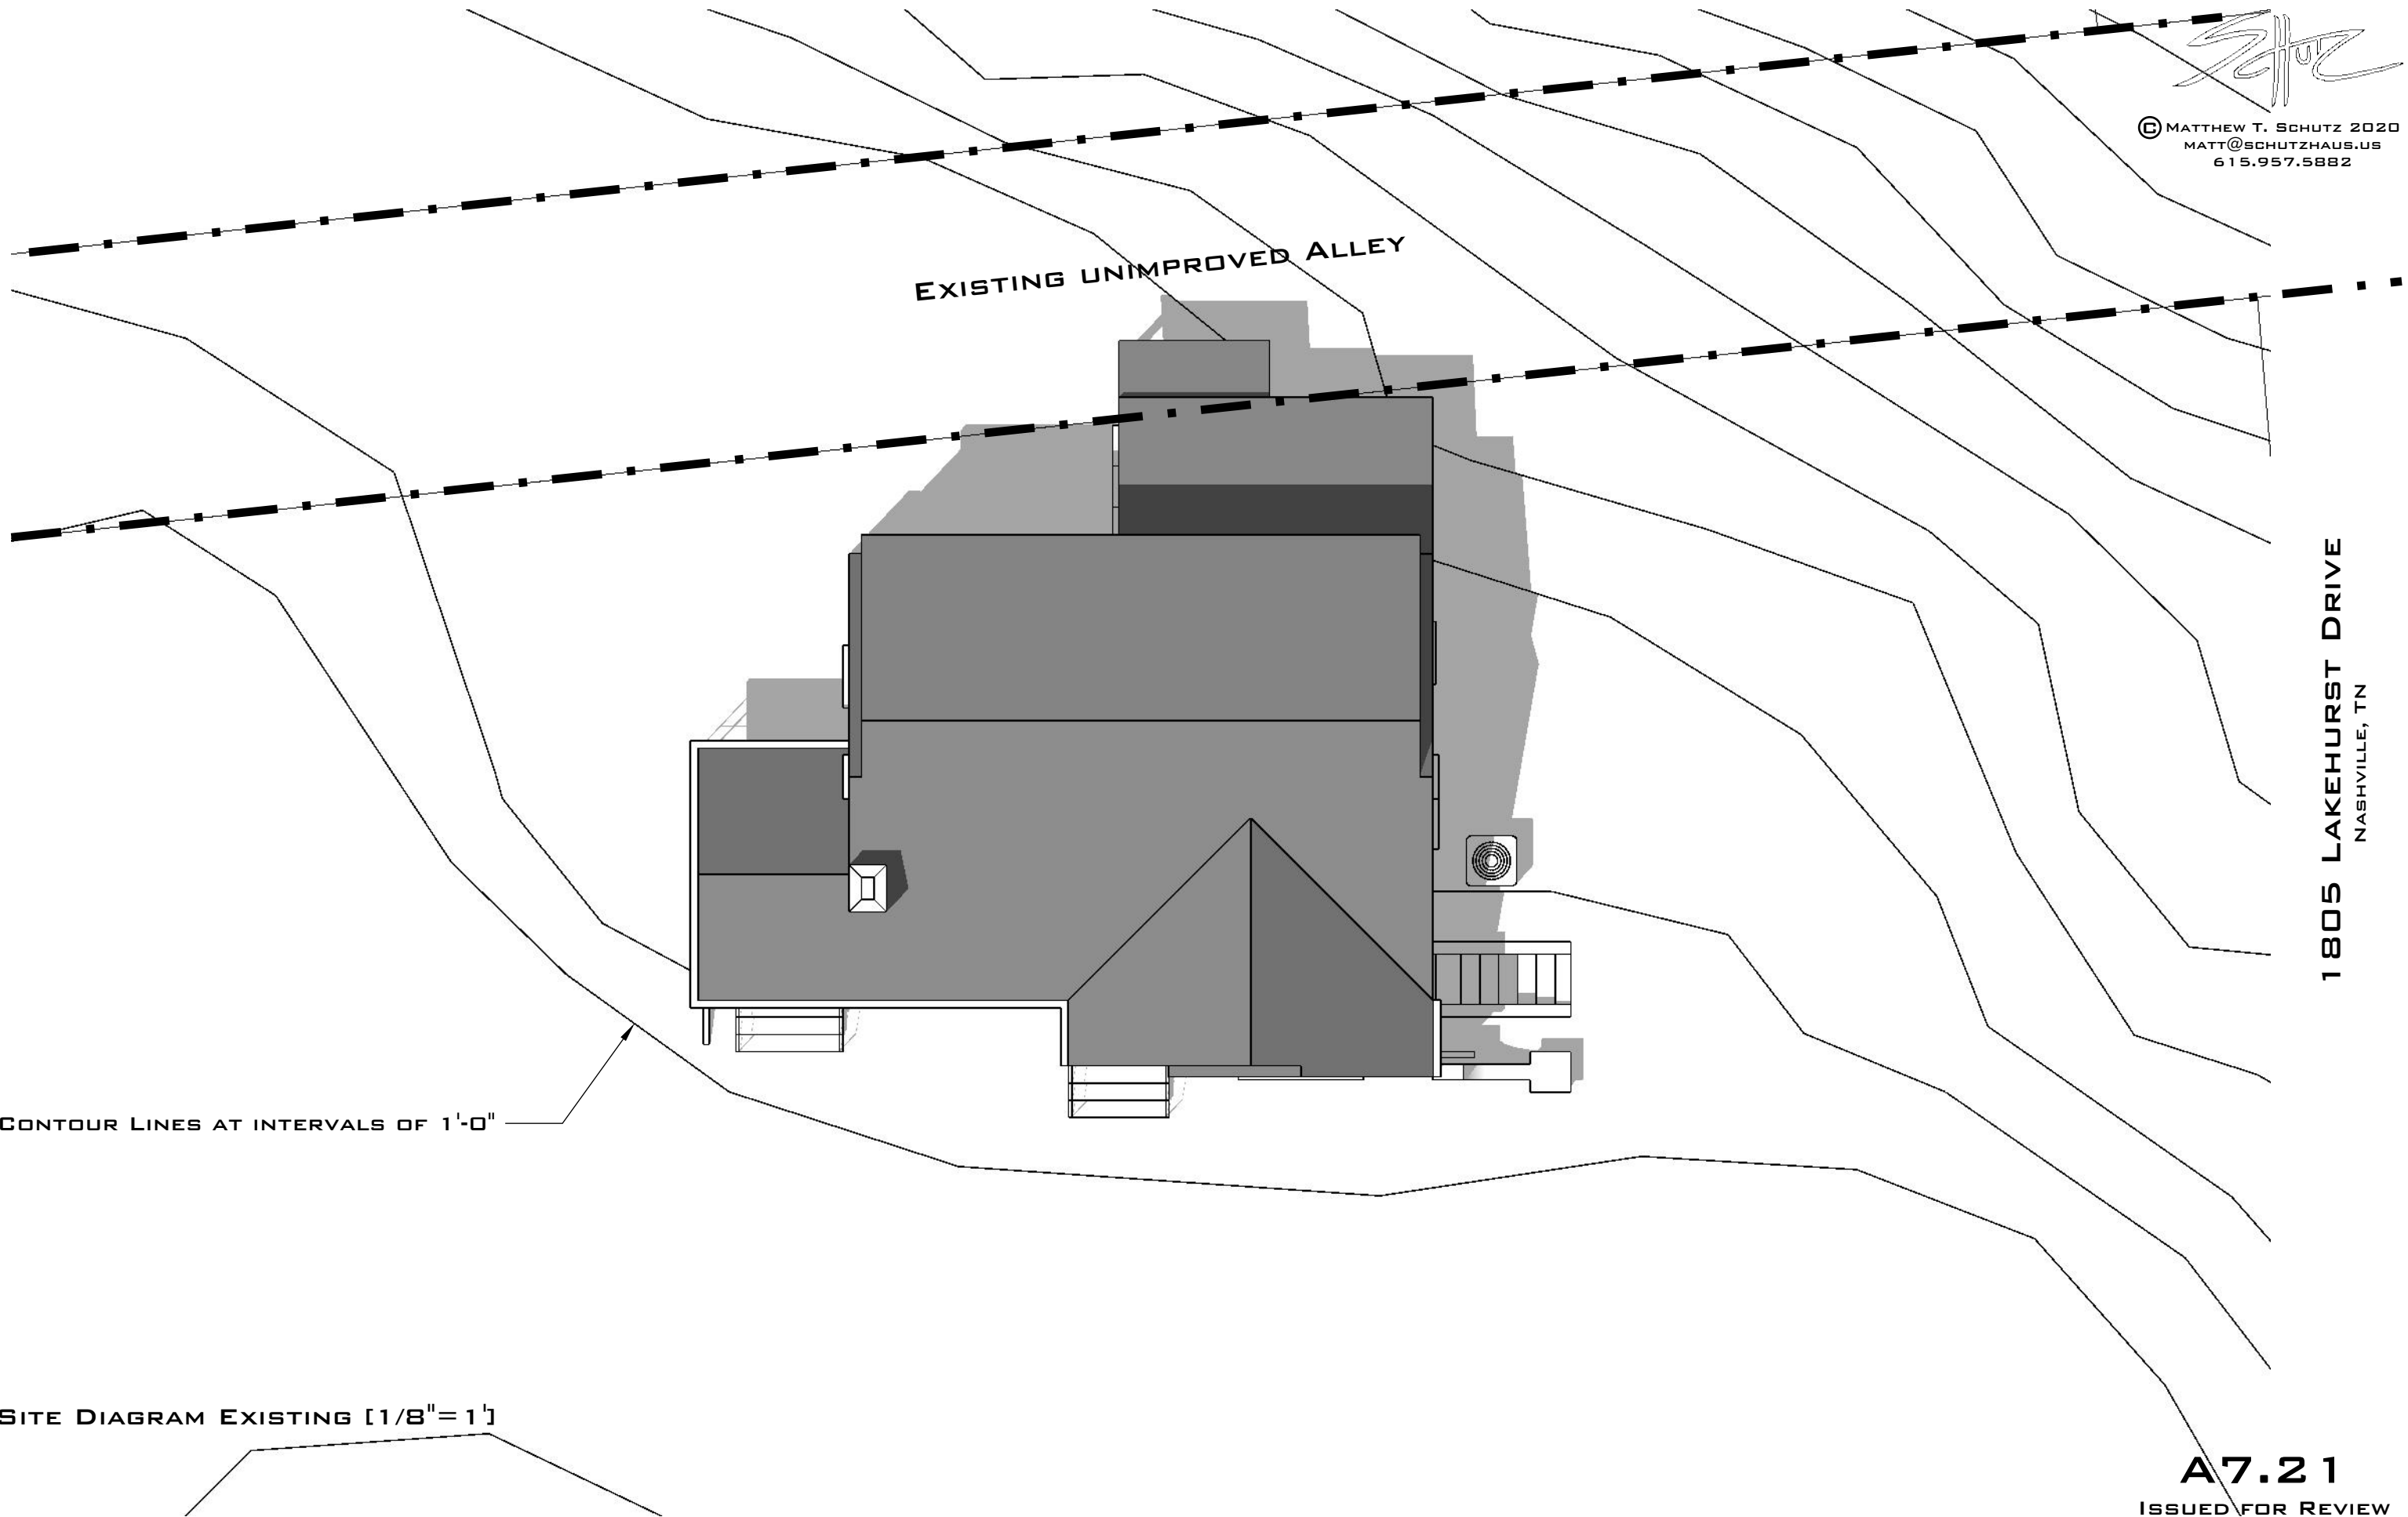 Schutz
© Matthew T. Schutz 2020
matt@schutzhaus.us
615.957.5882
Existing unimproved Alley
1805 Lakehurst Drive
Nashville, TN
Contour Lines at intervals of 1'-0"
Site Diagram Existing [1/8"=1']
A7.21
Issued for Review